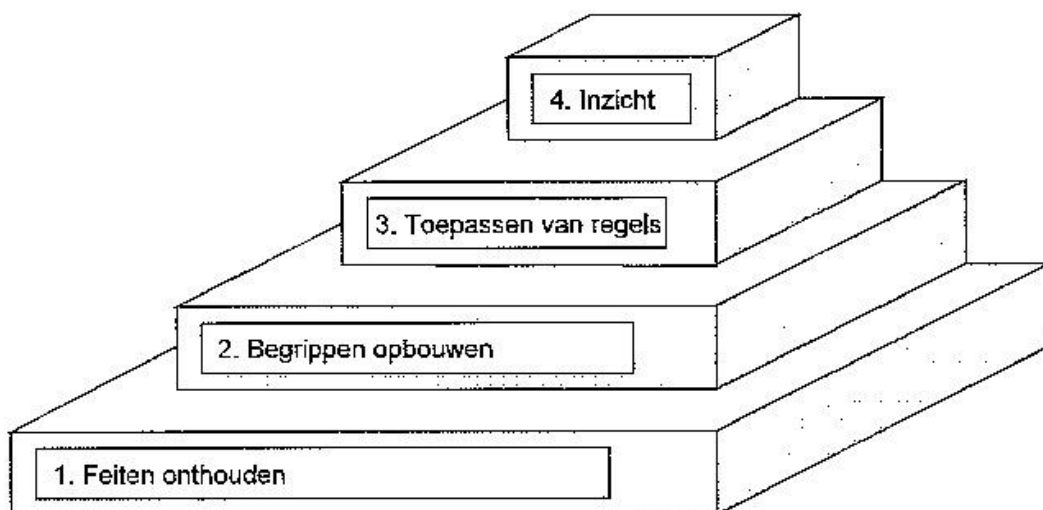 4. Inzicht
3. Toepassen van regels
2. Begrippen opbouwen
1. Feiten onthouden